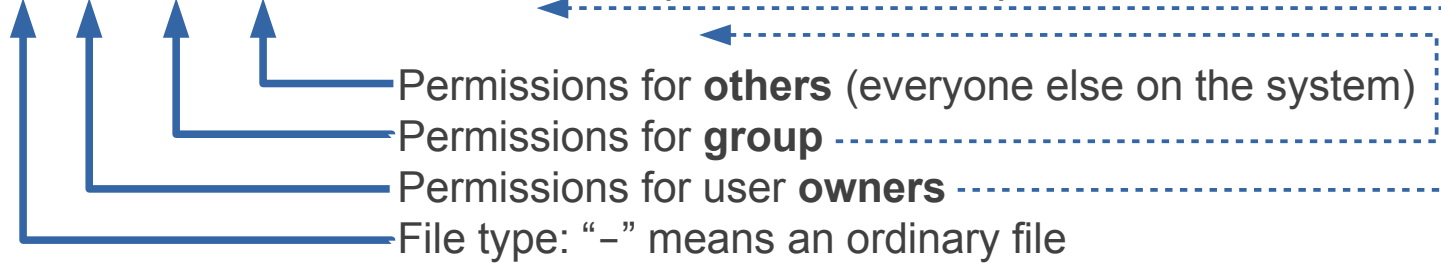 Permissions for others (everyone else on the system)
Permissions for group
Permissions for user owners
File type: “–” means an ordinary file